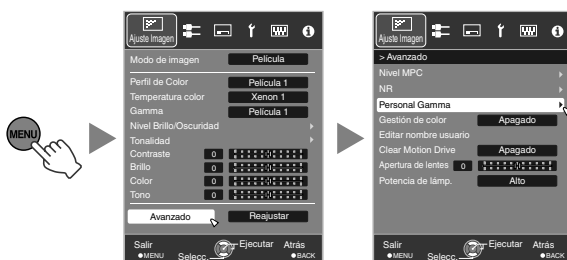 MENU
Ajuste Imagen
Modo de imagen Película
Perfil de Color Película 1
Temperatura color Xenon 1
Gamma Película 1
Nivel Brillo/Oscuridad
Tonalidad
Contraste 0
Brillo 0
Color 0
Tono 0
Avanzado Reajustar
Salir Ejecutar Atrás
MENU Selecc. BACK
Ajuste Imagen
> Avanzado
Nivel MPC
NR
Personal Gamma
Gestión de color Apagado
Editar nombre usuario
Clear Motion Drive Apagado
Apertura de lentes 0
Potencia de lámp. Alto
Salir Ejecutar Atrás
MENU Selecc. BACK